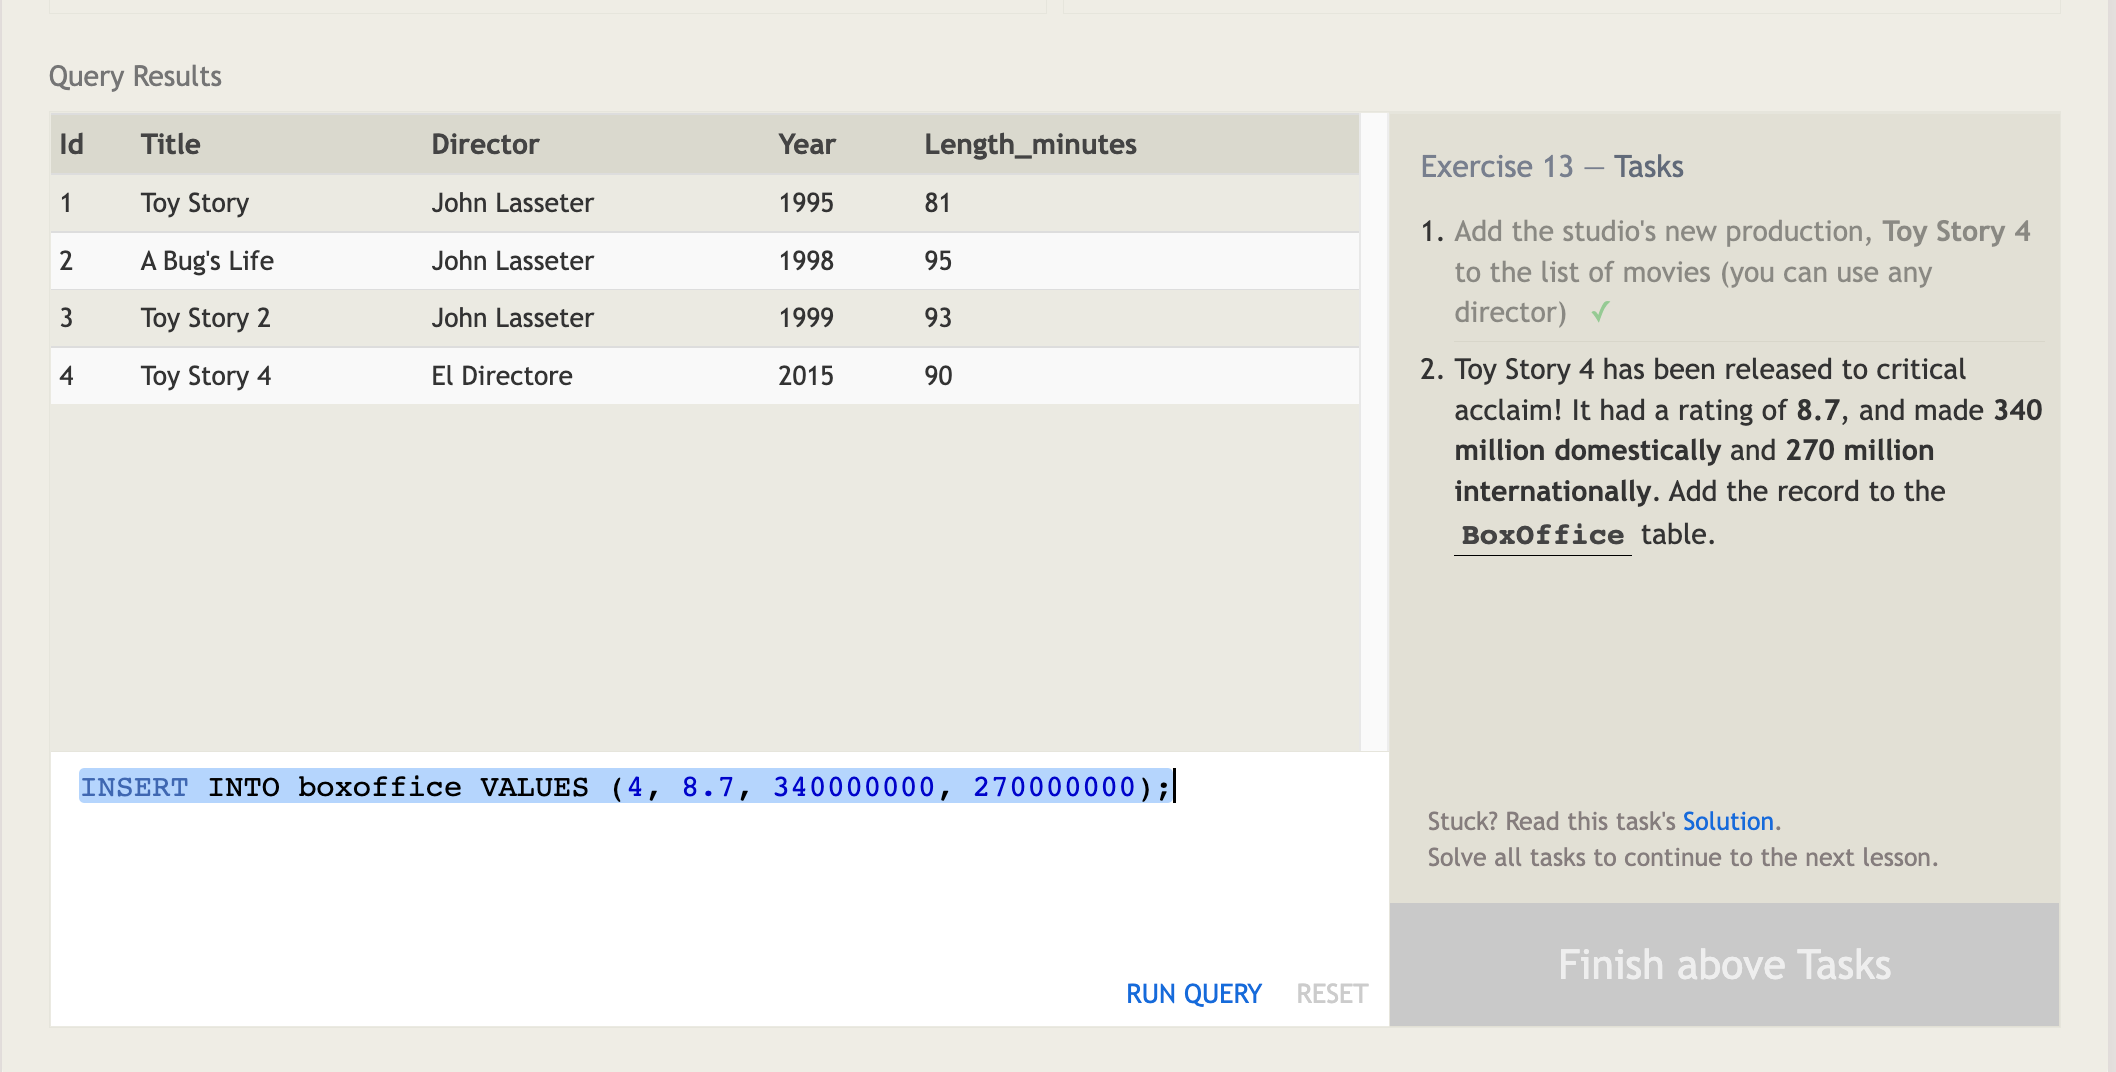 Query Results
Id Title Director Year Length_minutes
1 Toy Story John Lasseter 1995 81
2 A Bug's Life John Lasseter 1998 95
3 Toy Story 2 John Lasseter 1999 93
4 Toy Story 4 El Directore 2015 90
INSERT INTO boxoffice VALUES (4, 8.7, 340000000, 270000000);
RUN QUERY RESET
Exercise 13 — Tasks
1. Add the studio's new production, Toy Story 4
to the list of movies (you can use any
director) ✓
2. Toy Story 4 has been released to critical
acclaim! It had a rating of 8.7, and made 340
million domestically and 270 million
internationally. Add the record to the
BoxOffice table.
Stuck? Read this task's Solution.
Solve all tasks to continue to the next lesson.
Finish above Tasks